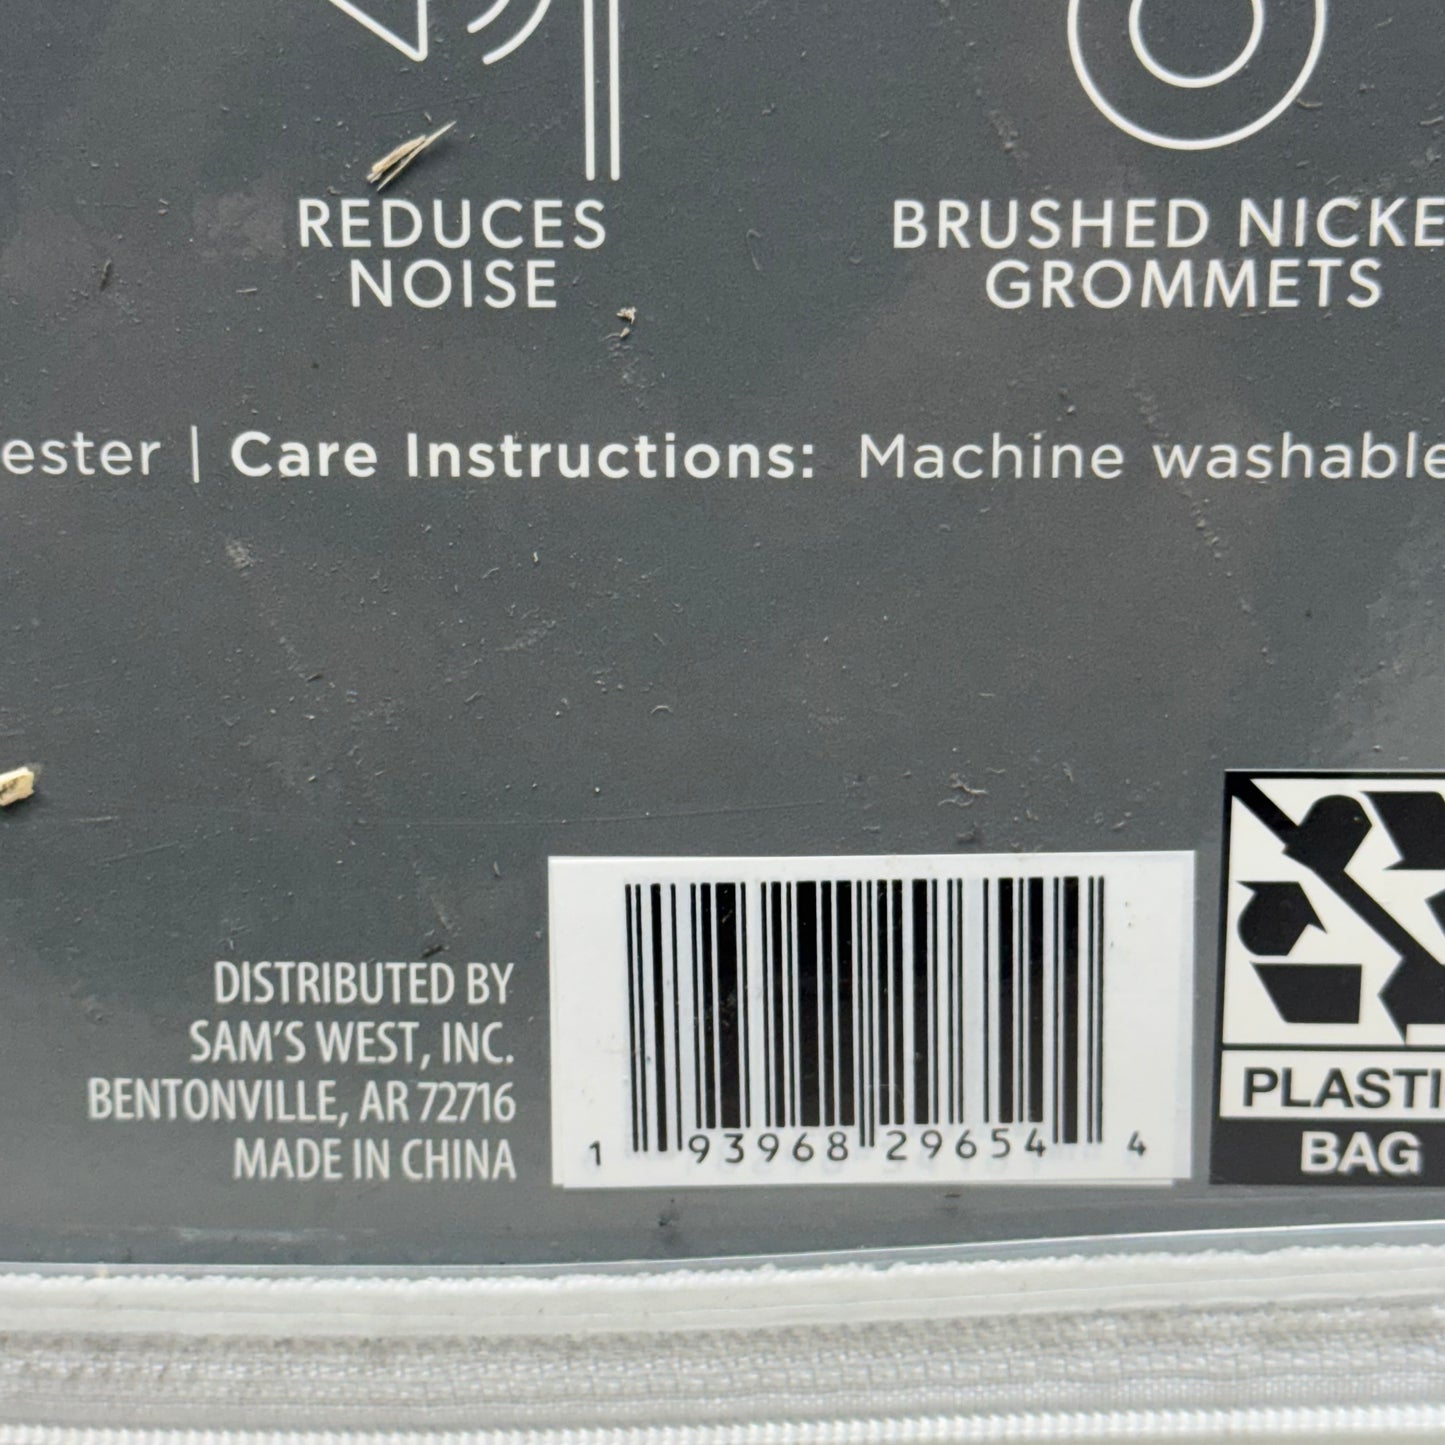 REDUCES
NOISE
BRUSHED NICKE
GROMMETS
ester | Care Instructions: Machine washable
DISTRIBUTED BY
SAM'S WEST, INC.
BENTONVILLE, AR 72716
MADE IN CHINA
1 93968 29654 4
PLASTI
BAG